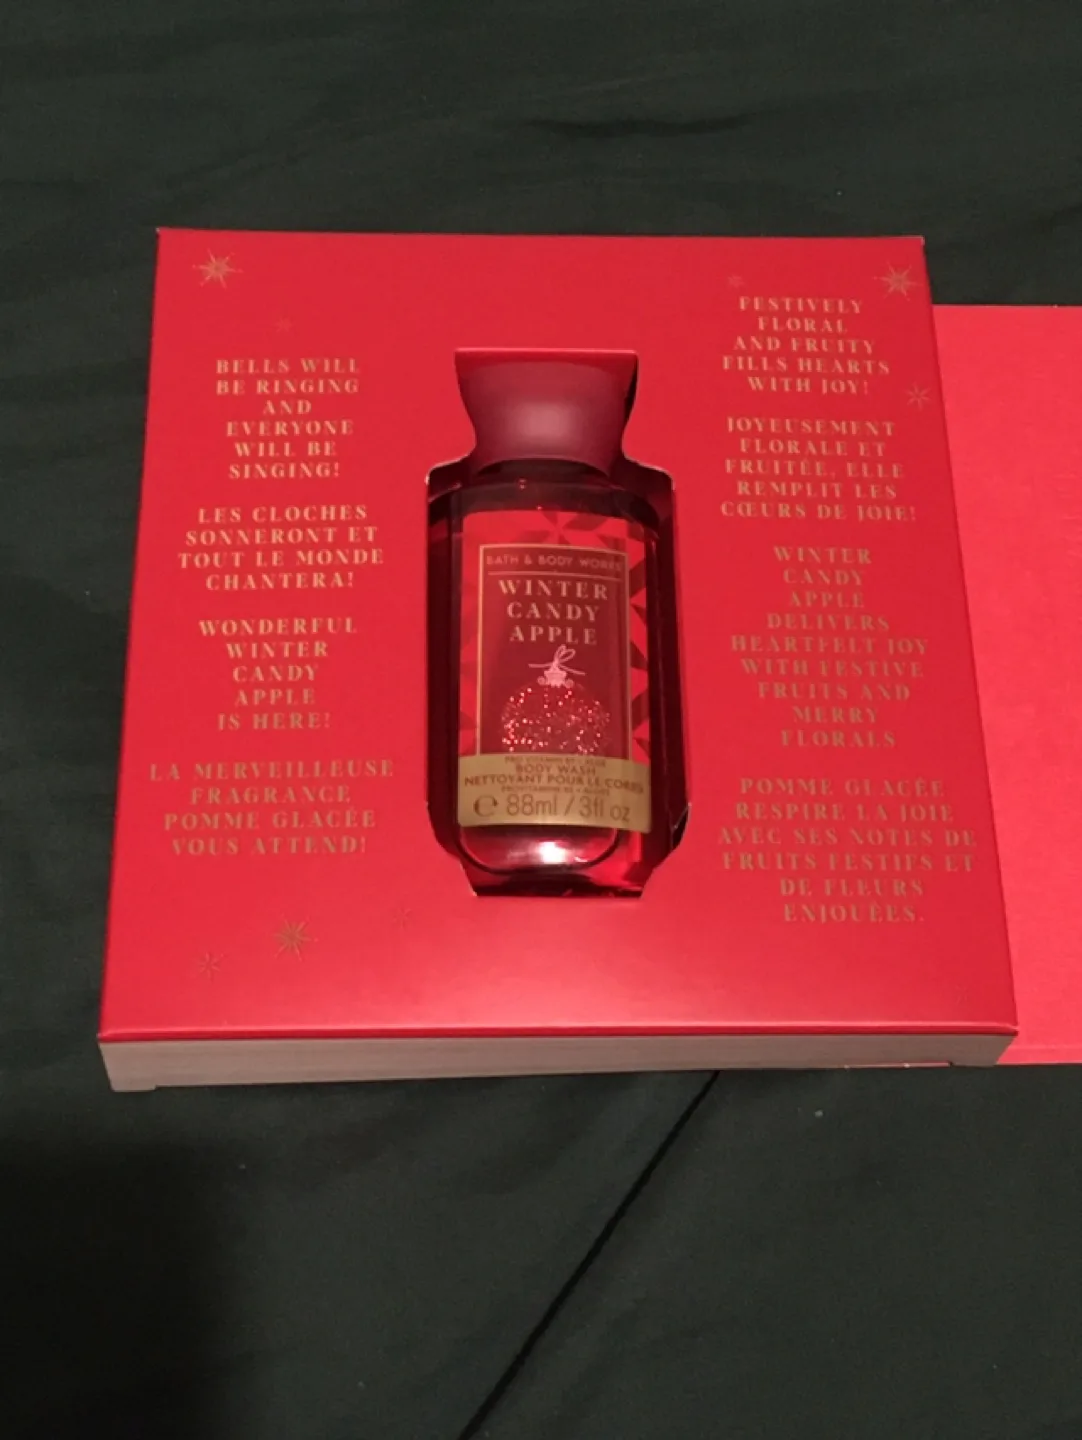 BELLS WILL
BE RINGING
AND
EVERYONE
WILL BE
SINGING!
LES CLOCHES
SONNERONT ET
TOUT LE MONDE
CHANTERA!
WONDERFUL
WINTER
CANDY
APPLE
IS HERE!
LA MERVEILLEUSE
FRAGRANCE
POMME GLACÉE
VOUS ATTEND!
BATH & BODY WORKS
WINTER
CANDY
APPLE
BODY WASH
NETTOYANT POUR LE CORPS
℮ 88ml / 3fl oz
FESTIVELY
FLORAL
AND FRUITY
FILLS HEARTS
WITH JOY!
JOYEUSEMENT
FLORALE ET
FRUITÉE, ELLE
REMPLIT LES
CŒURS DE JOIE!
WINTER
CANDY
APPLE
DELIVERS
HEARTFELT JOY
WITH FESTIVE
FRUITS AND
MERRY
FLORALS
POMME GLACÉE
RESPIRE LA JOIE
AVEC SES NOTES DE
FRUITS FESTIFS ET
DE FLEURS
ENJOUÉES.